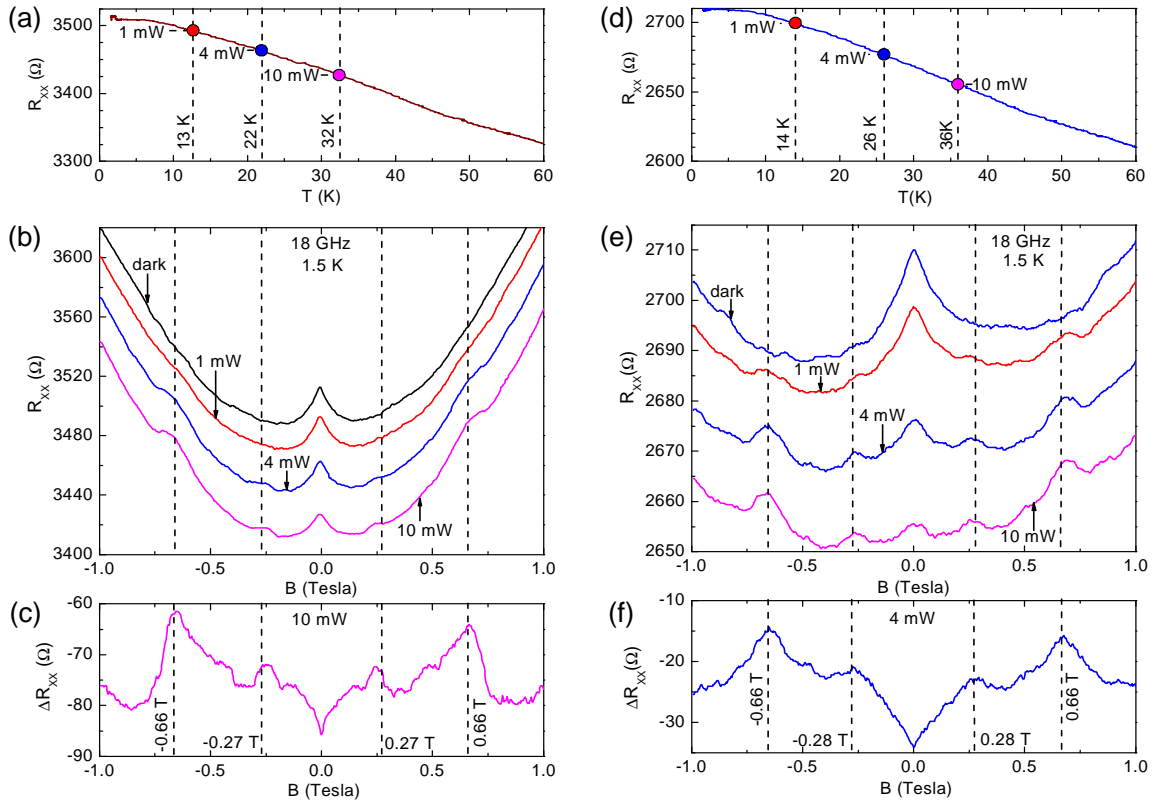 (a)
3500
3400
3300
R_XX (Ω)
1 mW
4 mW
10 mW
13 K
22 K
32 K
0 10 20 30 40 50 60
T (K)
(d)
2700
2650
2600
R_XX (Ω)
1 mW
4 mW
10 mW
14 K
26 K
36K
0 10 20 30 40 50 60
T(K)
(b)
3600
3560
3520
3480
3440
3400
R_XX (Ω)
18 GHz
1.5 K
dark
1 mW
4 mW
10 mW
-1.0 -0.5 0.0 0.5 1.0
B (Tesla)
(e)
2710
2700
2690
2680
2670
2660
2650
R_XX (Ω)
18 GHz
1.5 K
dark
1 mW
4 mW
10 mW
-1.0 -0.5 0.0 0.5 1.0
B (Tesla)
(c)
-60
-70
-80
-90
ΔR_XX (Ω)
10 mW
-0.66 T
-0.27 T
0.27 T
0.66 T
-1.0 -0.5 0.0 0.5 1.0
B (Tesla)
(f)
-10
-20
-30
ΔR_XX(Ω)
4 mW
-0.66 T
-0.28 T
0.28 T
0.66 T
-1.0 -0.5 0.0 0.5 1.0
B (Tesla)